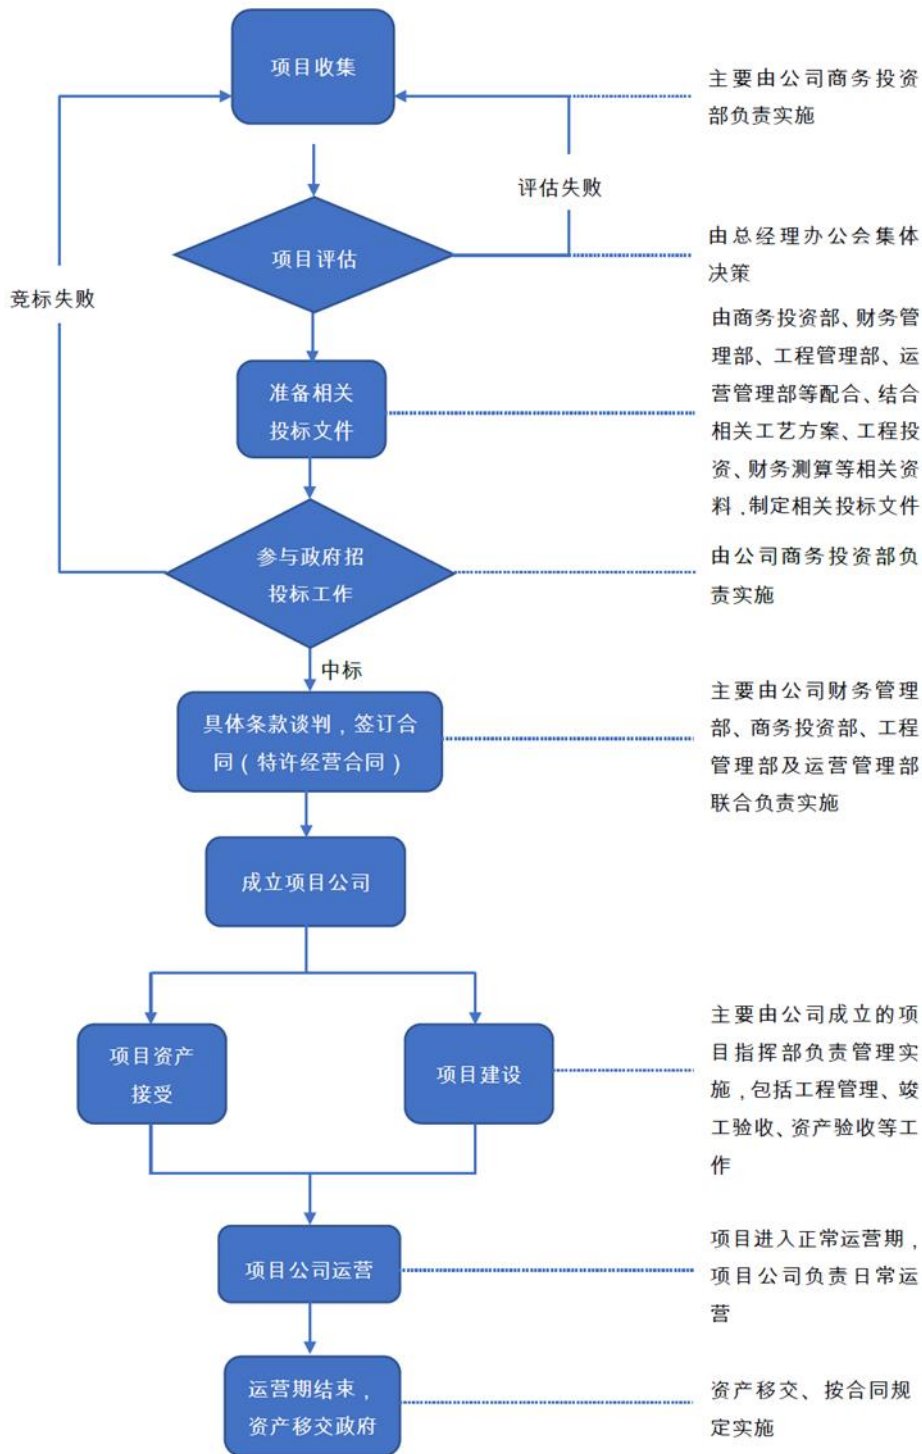 项目收集
主要由公司商务投资
部负责实施
评估失败
项目评估
由总经理办公会集体
决策
竞标失败
准备相关
投标文件
由商务投资部、财务管
理部、工程管理部、运
营管理部等配合、结合
相关工艺方案、工程投
资、财务测算等相关资
料,制定相关投标文件
参与政府招
投标工作
由公司商务投资部负
责实施
中标
具体条款谈判，签订合
同（特许经营合同）
主要由公司财务管理
部、商务投资部、工程
管理部及运营管理部
联合负责实施
成立项目公司
项目资产
接受
项目建设
主要由公司成立的项
目指挥部负责管理实
施,包括工程管理、竣
工验收、资产验收等工
作
项目公司运营
项目进入正常运营期，
项目公司负责日常运
营
运营期结束，
资产移交政府
资产移交、按合同规
定实施